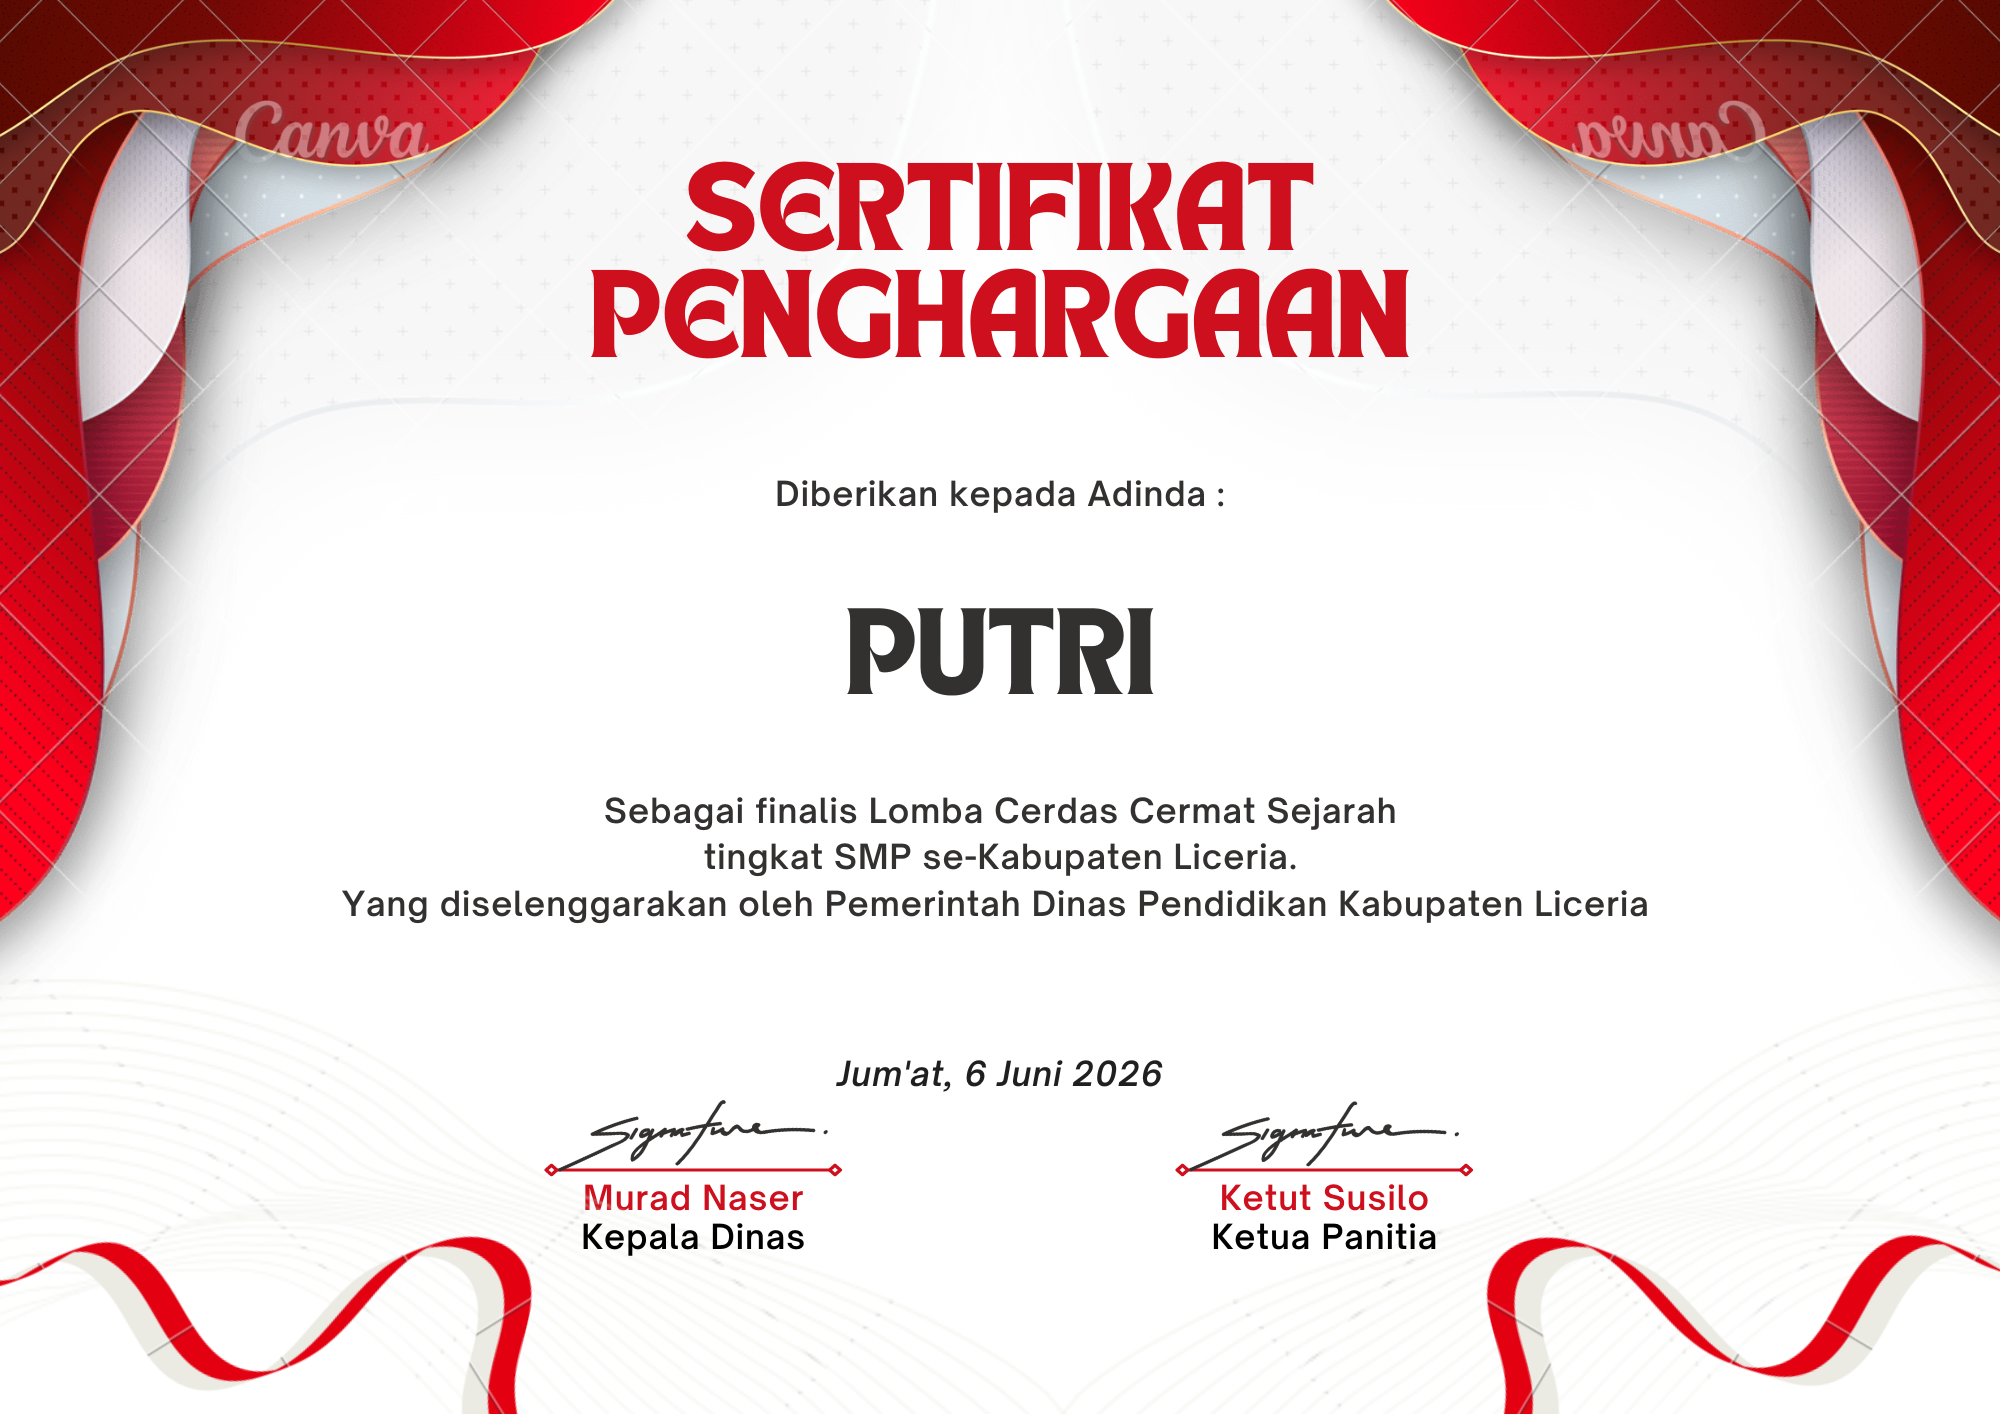 Canva
Canva
SERTIFIKAT
PENGHARGAAN
Diberikan kepada Adinda :
PUTRI
Sebagai finalis Lomba Cerdas Cermat Sejarah
tingkat SMP se-Kabupaten Liceria.
Yang diselenggarakan oleh Pemerintah Dinas Pendidikan Kabupaten Liceria
Jum'at, 6 Juni 2026
Signature Signature
Murad Naser Ketut Susilo
Kepala Dinas Ketua Panitia